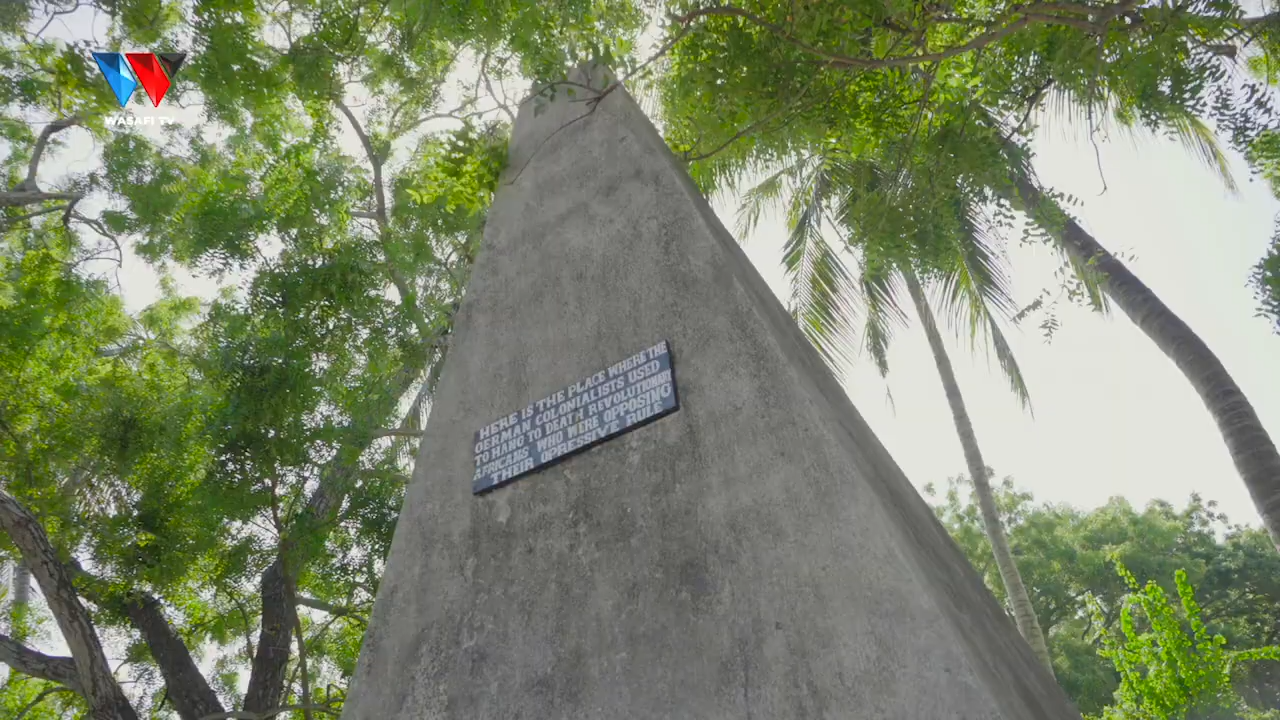 WASAFI TV
HERE IS THE PLACE WHERE THE
GERMAN COLONIALISTS USED
TO HANG TO DEATH REVOLUTIONARY
AFRICANS WHO WERE OPPOSING
THEIR OPRESSIVE RULE